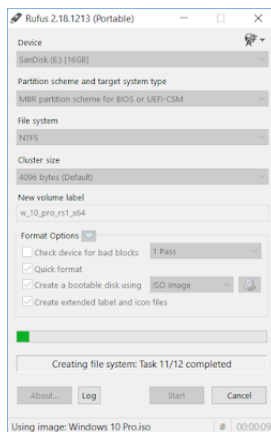 Rufus 2.18.1213 (Portable)
Device
SanDisk (E:) [16GB]
Partition scheme and target system type
MBR partition scheme for BIOS or UEFI-CSM
File system
NTFS
Cluster size
4096 bytes (Default)
New volume label
w_10_pro_rs1_x64
Format Options
Check device for bad blocks 1 Pass
Quick format
Create a bootable disk using ISO Image
Create extended label and icon files
Creating file system: Task 11/12 completed
About... Log Start Cancel
Using image: Windows 10 Pro.iso # 00:00:09